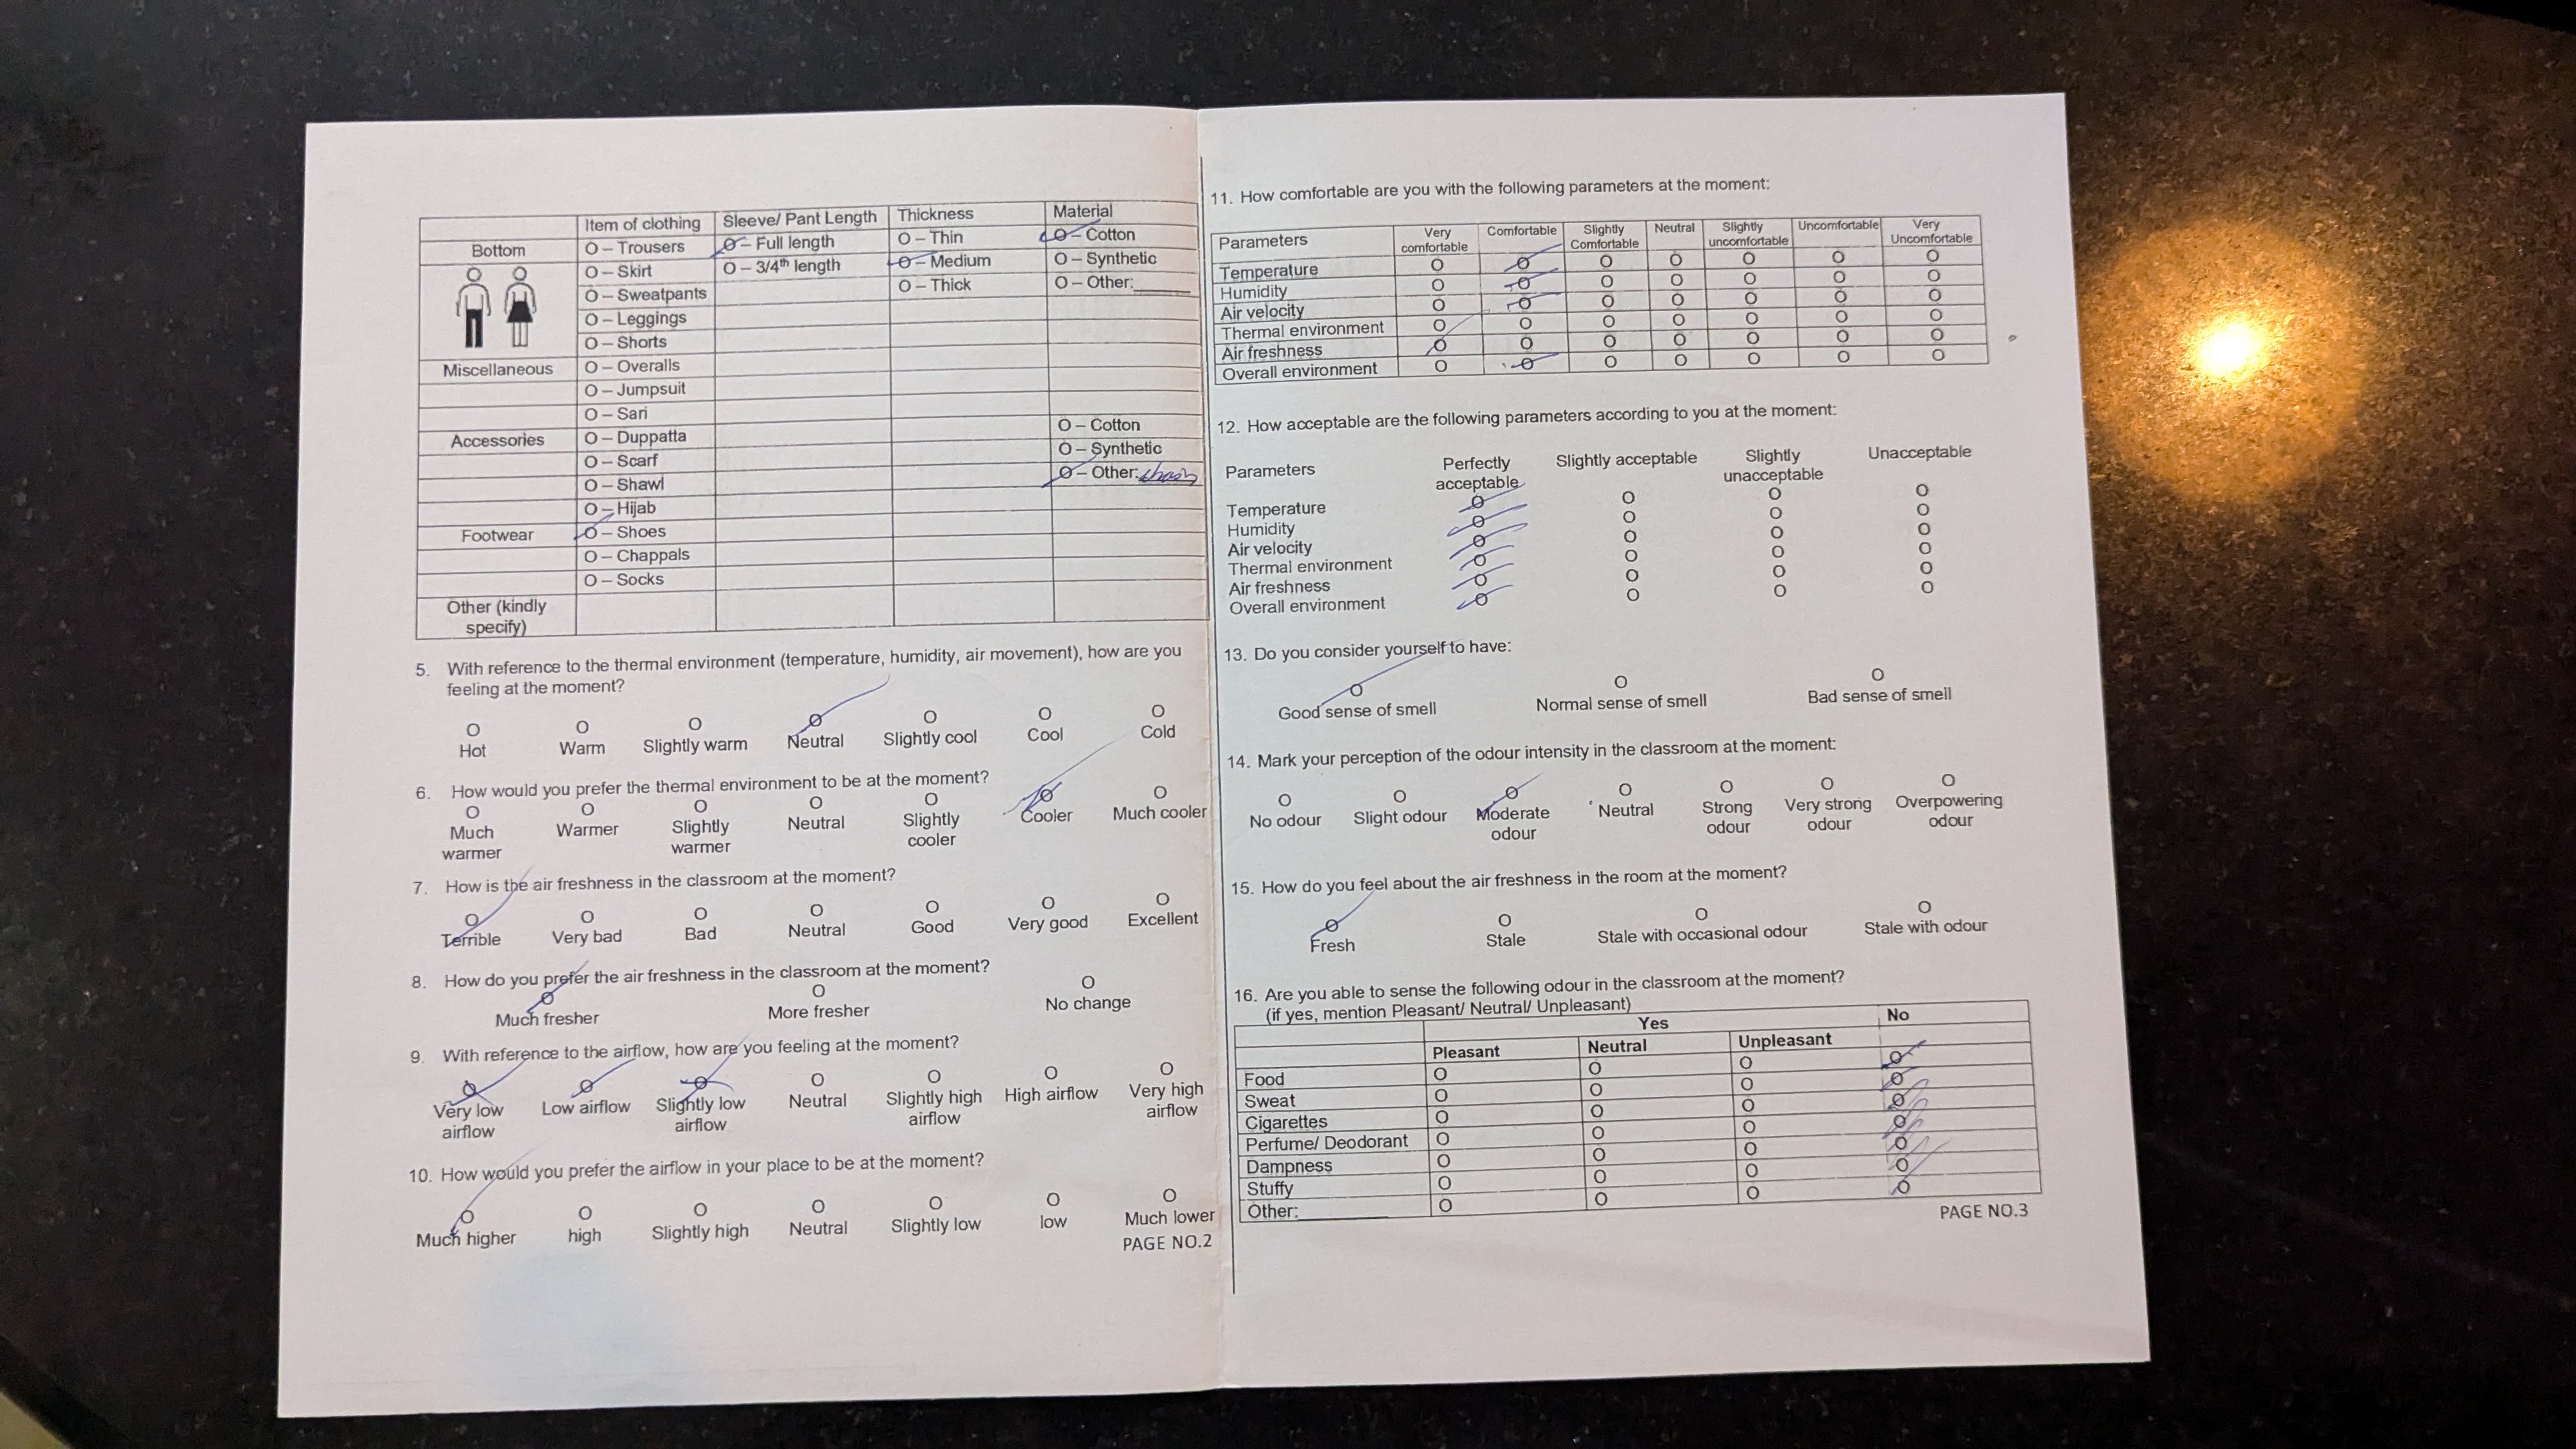 Item of clothing Sleeve/ Pant Length Thickness Material
Bottom O – Trousers O – Full length O – Thin O – Cotton
O – Skirt O – 3/4th length O – Medium O – Synthetic
O – Sweatpants O – Thick O – Other:______
O – Leggings
O – Shorts
Miscellaneous O – Overalls
O – Jumpsuit
O – Sari
Accessories O – Duppatta O – Cotton
O – Scarf O – Synthetic
O – Shawl O – Other:
O – Hijab
Footwear O – Shoes
O – Chappals
O – Socks
Other (kindly
specify)
5. With reference to the thermal environment (temperature, humidity, air movement), how are you
feeling at the moment?
O O O O O O O
Hot Warm Slightly warm Neutral Slightly cool Cool Cold
6. How would you prefer the thermal environment to be at the moment?
O O O O O O O
Much Warmer Slightly Neutral Slightly Cooler Much cooler
warmer warmer cooler
7. How is the air freshness in the classroom at the moment?
O O O O O O O
Terrible Very bad Bad Neutral Good Very good Excellent
8. How do you prefer the air freshness in the classroom at the moment?
O O O
Much fresher More fresher No change
9. With reference to the airflow, how are you feeling at the moment?
O O O O O O O
Very low Low airflow Slightly low Neutral Slightly high High airflow Very high
airflow airflow airflow airflow
10. How would you prefer the airflow in your place to be at the moment?
O O O O O O O
Much higher high Slightly high Neutral Slightly low low Much lower
PAGE NO.2
11. How comfortable are you with the following parameters at the moment:
Parameters Very Comfortable Slightly Neutral Slightly Uncomfortable Very
comfortable Comfortable uncomfortable Uncomfortable
Temperature O O O O O O O
Humidity O O O O O O O
Air velocity O O O O O O O
Thermal environment O O O O O O O
Air freshness O O O O O O O
Overall environment O O O O O O O
12. How acceptable are the following parameters according to you at the moment:
Parameters Perfectly Slightly acceptable Slightly Unacceptable
acceptable unacceptable
Temperature O O O O
Humidity O O O O
Air velocity O O O O
Thermal environment O O O O
Air freshness O O O O
Overall environment O O O O
13. Do you consider yourself to have:
O O O
Good sense of smell Normal sense of smell Bad sense of smell
14. Mark your perception of the odour intensity in the classroom at the moment:
O O O O O O O
No odour Slight odour Moderate Neutral Strong Very strong Overpowering
odour odour odour odour
15. How do you feel about the air freshness in the room at the moment?
O O O O
Fresh Stale Stale with occasional odour Stale with odour
16. Are you able to sense the following odour in the classroom at the moment?
(if yes, mention Pleasant/ Neutral/ Unpleasant)
Yes No
Pleasant Neutral Unpleasant
Food O O O O
Sweat O O O O
Cigarettes O O O O
Perfume/ Deodorant O O O O
Dampness O O O O
Stuffy O O O O
Other:__________ O O O O
PAGE NO.3